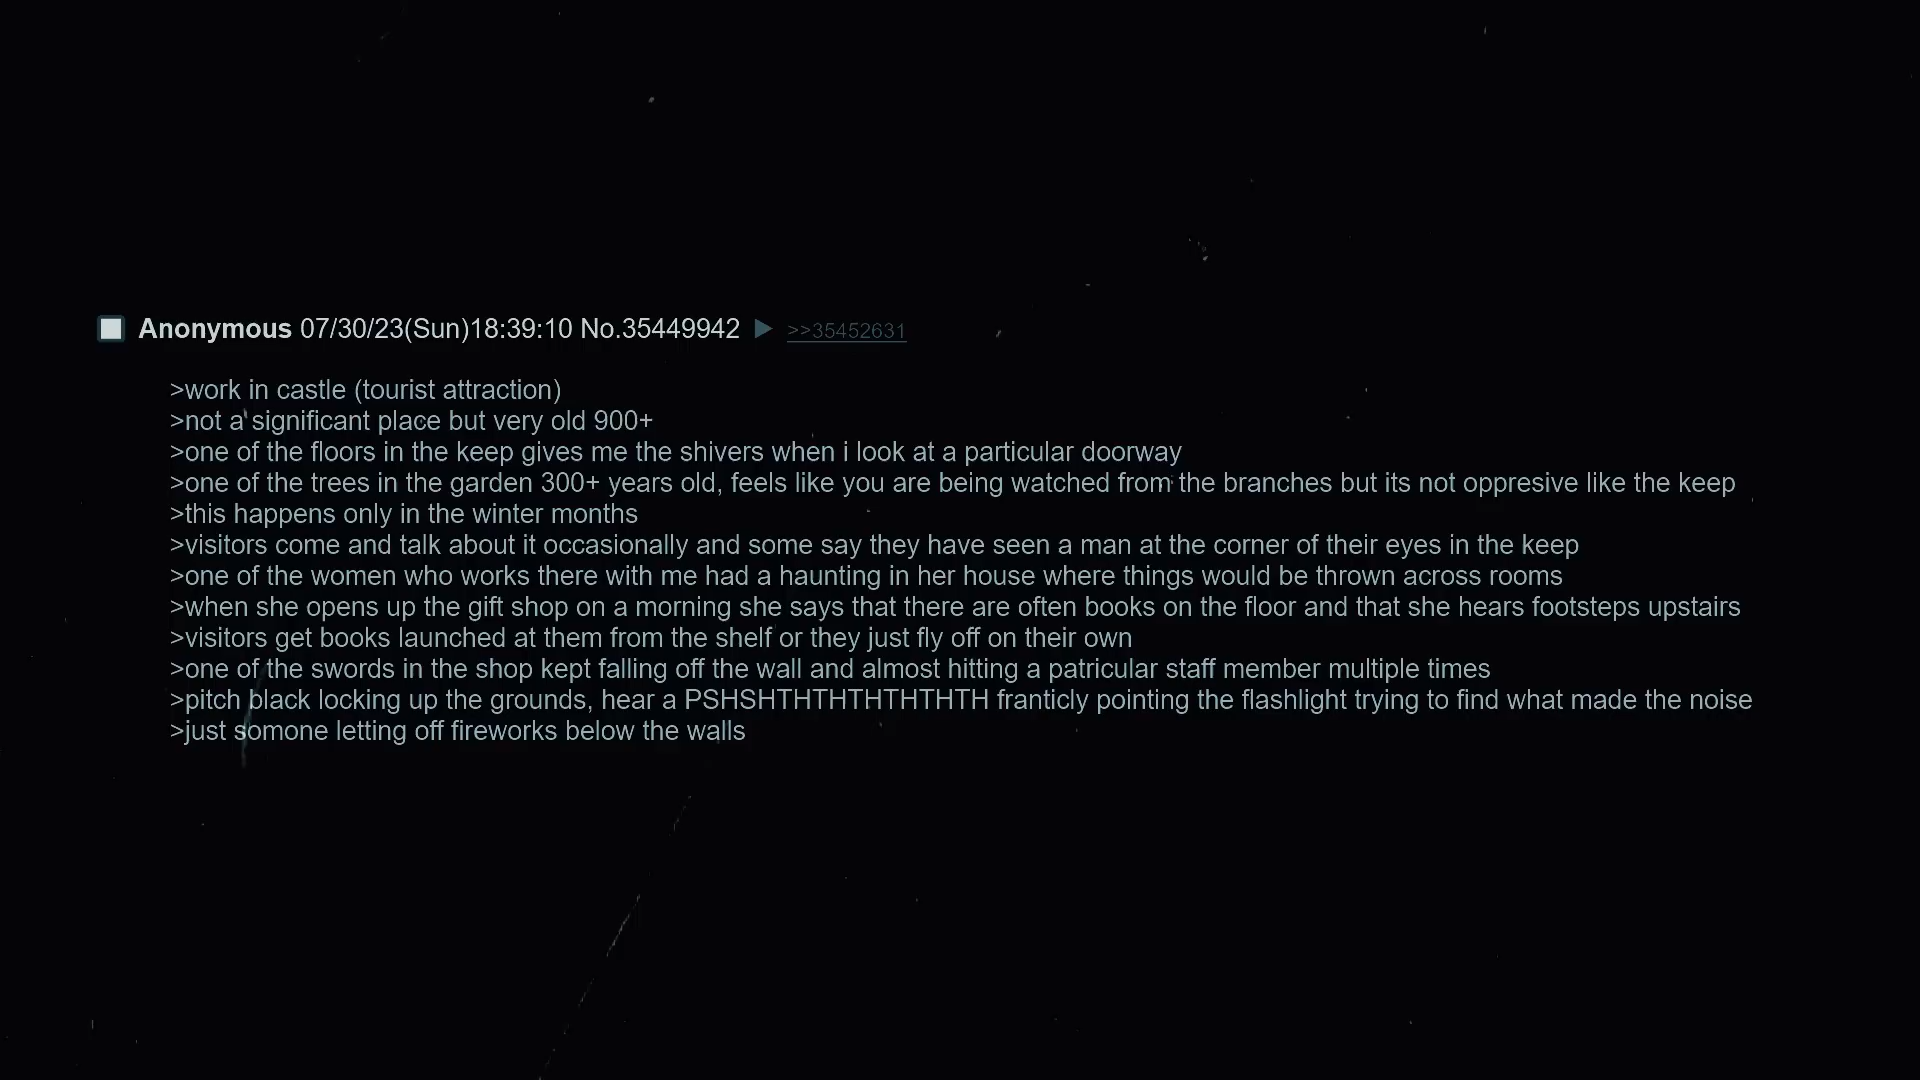 Anonymous 07/30/23(Sun)18:39:10 No.35449942 ▶ >>35452631
>work in castle (tourist attraction)
>not a significant place but very old 900+
>one of the floors in the keep gives me the shivers when i look at a particular doorway
>one of the trees in the garden 300+ years old, feels like you are being watched from the branches but its not oppresive like the keep
>this happens only in the winter months
>visitors come and talk about it occasionally and some say they have seen a man at the corner of their eyes in the keep
>one of the women who works there with me had a haunting in her house where things would be thrown across rooms
>when she opens up the gift shop on a morning she says that there are often books on the floor and that she hears footsteps upstairs
>visitors get books launched at them from the shelf or they just fly off on their own
>one of the swords in the shop kept falling off the wall and almost hitting a patricular staff member multiple times
>pitch black locking up the grounds, hear a PSHSHTHTHTHTHTHTH franticly pointing the flashlight trying to find what made the noise
>just somone letting off fireworks below the walls